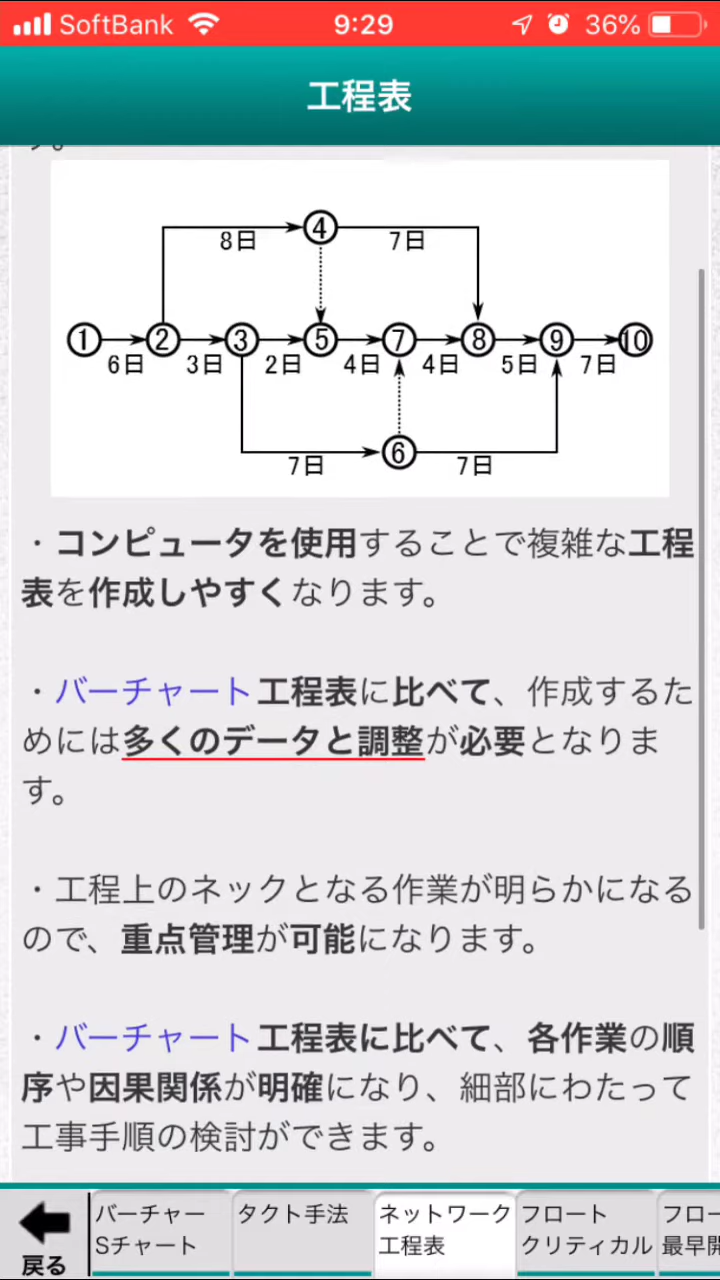 SoftBank 9:29 36%
工程表
す。
④
8日 7日
① ② ③ ⑤ ⑦ ⑧ ⑨ ⑩
6日 3日 2日 4日 4日 5日 7日
⑥
7日 7日
・コンピュータを使用することで複雑な工程
表を作成しやすくなります。
・バーチャート工程表に比べて、作成するた
めには多くのデータと調整が必要となりま
す。
・工程上のネックとなる作業が明らかになる
ので、重点管理が可能になります。
・バーチャート工程表に比べて、各作業の順
序や因果関係が明確になり、細部にわたって
工事手順の検討ができます。
戻る
バーチャー
Sチャート
タクト手法
ネットワーク
工程表
フロート
クリティカル
フロー
最早開